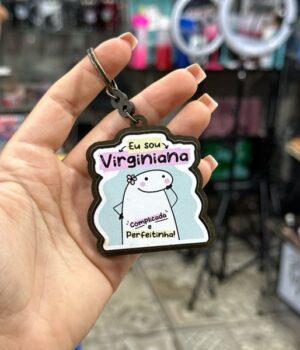 Eu sou
Virginiana
Complicada
e
Perfeitinha!